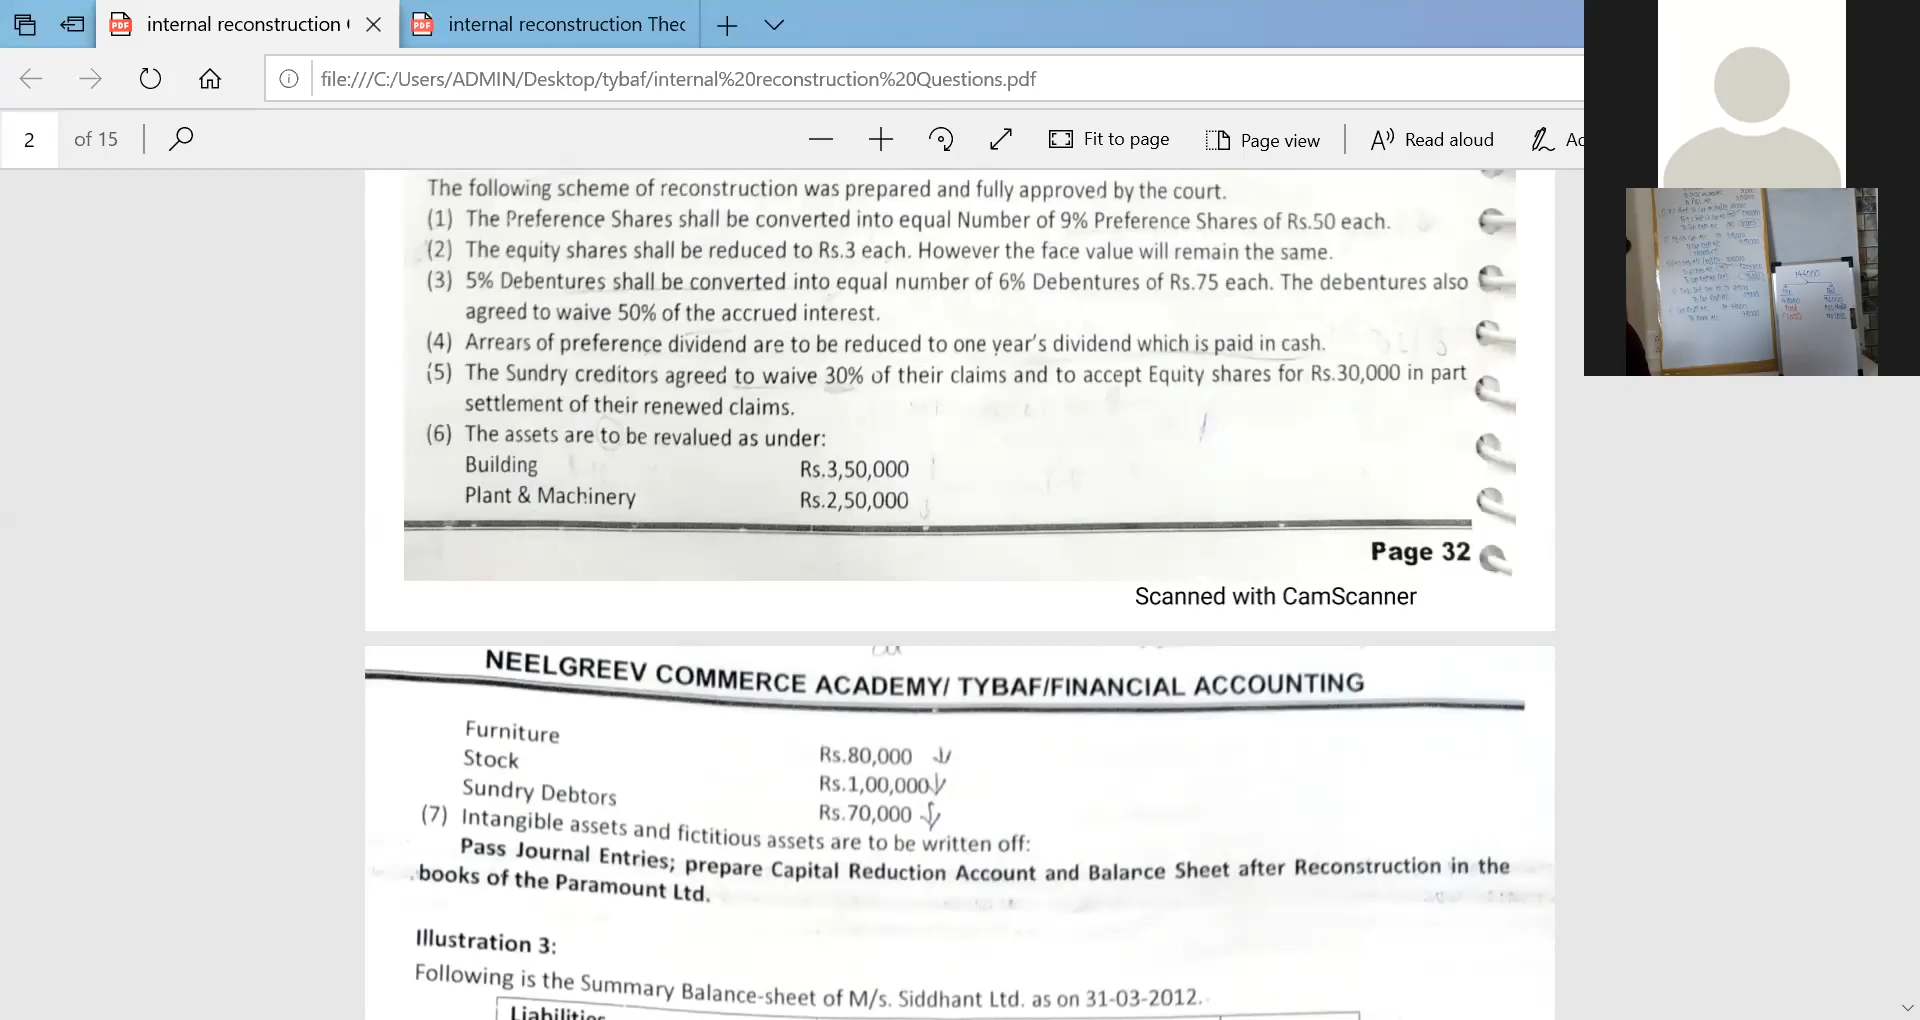 internal reconstruction
internal reconstruction Theo
file:///C:/Users/ADMIN/Desktop/tybaf/internal%20reconstruction%20Questions.pdf
2 of 15
Fit to page
Page view
Read aloud
The following scheme of reconstruction was prepared and fully approved by the court.
(1) The Preference Shares shall be converted into equal Number of 9% Preference Shares of Rs.50 each.
(2) The equity shares shall be reduced to Rs.3 each. However the face value will remain the same.
(3) 5% Debentures shall be converted into equal number of 6% Debentures of Rs.75 each. The debentures also
agreed to waive 50% of the accrued interest.
(4) Arrears of preference dividend are to be reduced to one year's dividend which is paid in cash.
(5) The Sundry creditors agreed to waive 30% of their claims and to accept Equity shares for Rs.30,000 in part
settlement of their renewed claims.
(6) The assets are to be revalued as under:
Building Rs.3,50,000
Plant & Machinery Rs.2,50,000
Page 32
Scanned with CamScanner
NEELGREEV COMMERCE ACADEMY/ TYBAF/FINANCIAL ACCOUNTING
Furniture Rs.80,000
Stock Rs.1,00,000
Sundry Debtors Rs.70,000
(7) Intangible assets and fictitious assets are to be written off:
Pass Journal Entries; prepare Capital Reduction Account and Balance Sheet after Reconstruction in the
books of the Paramount Ltd.
Illustration 3:
Following is the Summary Balance-sheet of M/s. Siddhant Ltd. as on 31-03-2012.
Liabilities
144000